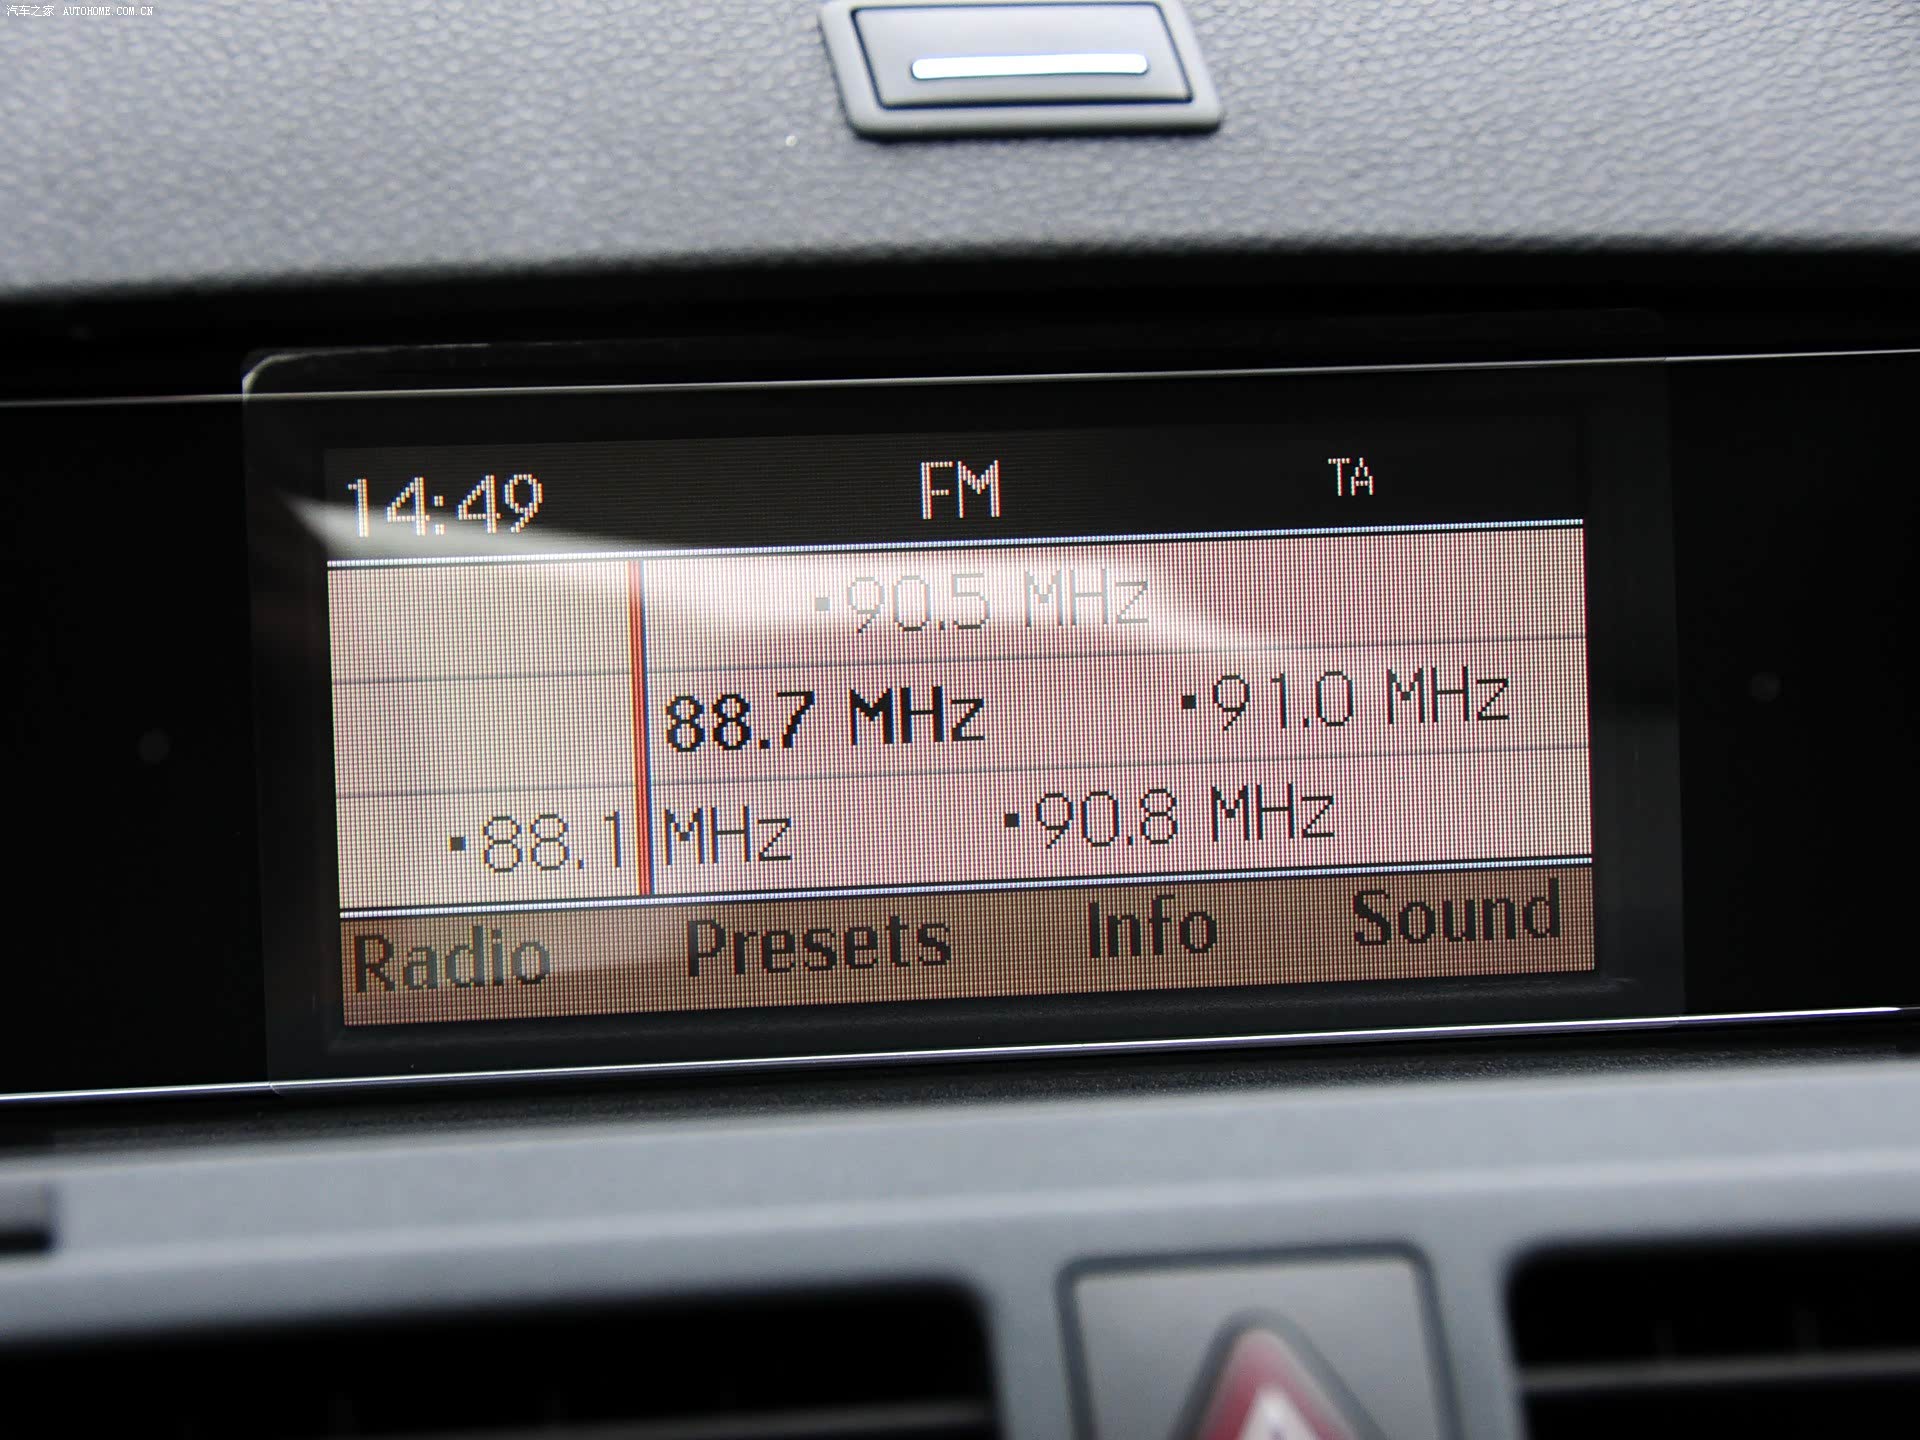 汽车之家 AUTOHOME.COM.CN
14:49 FM TA
90.5 MHz
88.7 MHz 91.0 MHz
88.1 MHz 90.8 MHz
Radio Presets Info Sound